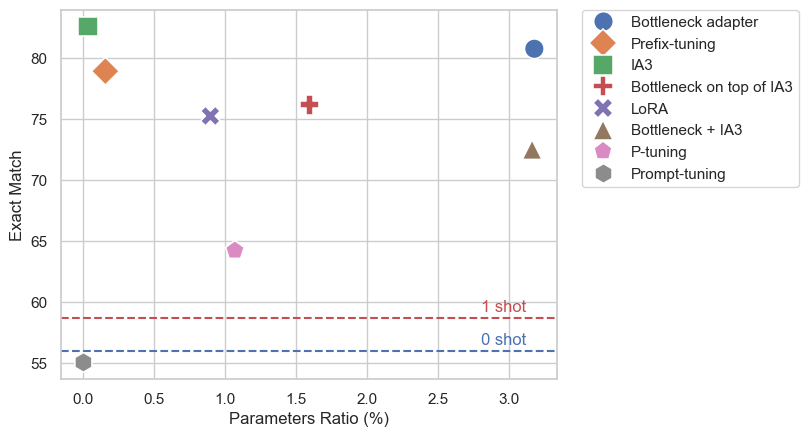 Exact Match
80
75
70
65
60
55
1 shot
0 shot
0.0 0.5 1.0 1.5 2.0 2.5 3.0
Parameters Ratio (%)
Bottleneck adapter
Prefix-tuning
IA3
Bottleneck on top of IA3
LoRA
Bottleneck + IA3
P-tuning
Prompt-tuning